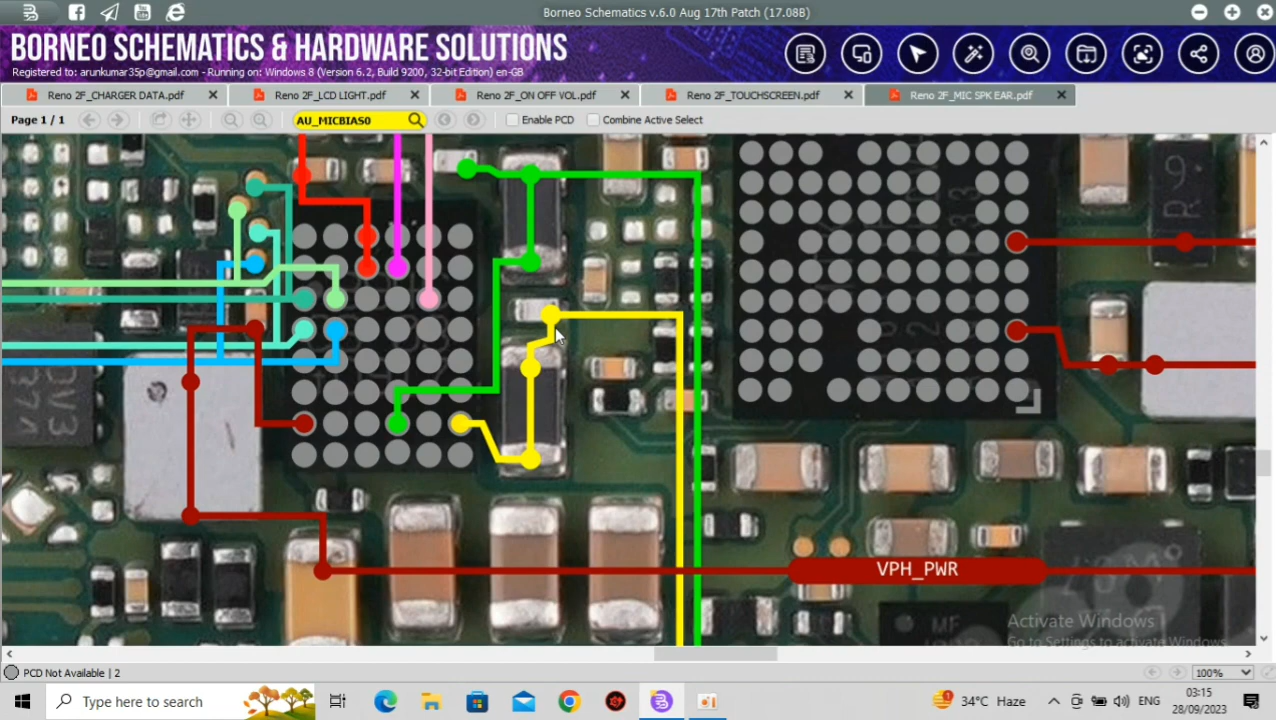 Borneo Schematics v.6.0 Aug 17th Patch (17.08B)
BORNEO SCHEMATICS & HARDWARE SOLUTIONS
Registered to: arunkumar35p@gmail.com - Running on: Windows 8 (Version 6.2, Build 9200, 32-bit Edition) en-GB
Reno 2F_CHARGER DATA.pdf
Reno 2F_LCD LIGHT.pdf
Reno 2F_ON OFF VOL.pdf
Reno 2F_TOUCHSCREEN.pdf
Reno 2F_MIC SPK EAR.pdf
Page 1 / 1
AU_MICBIAS0
Enable PCD
Combine Active Select
VPH_PWR
Activate Windows
Go to Settings to activate Windows
PCD Not Available | 2
100%
Type here to search
34°C Haze
ENG
03:15
28/09/2023